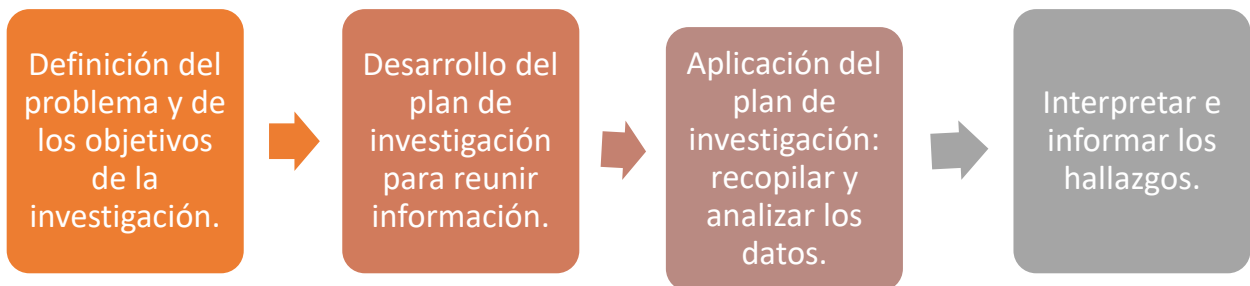 Definición del
problema y de
los objetivos
de la
investigación.
Desarrollo del
plan de
investigación
para reunir
información.
Aplicación del
plan de
investigación:
recopilar y
analizar los
datos.
Interpretar e
informar los
hallazgos.